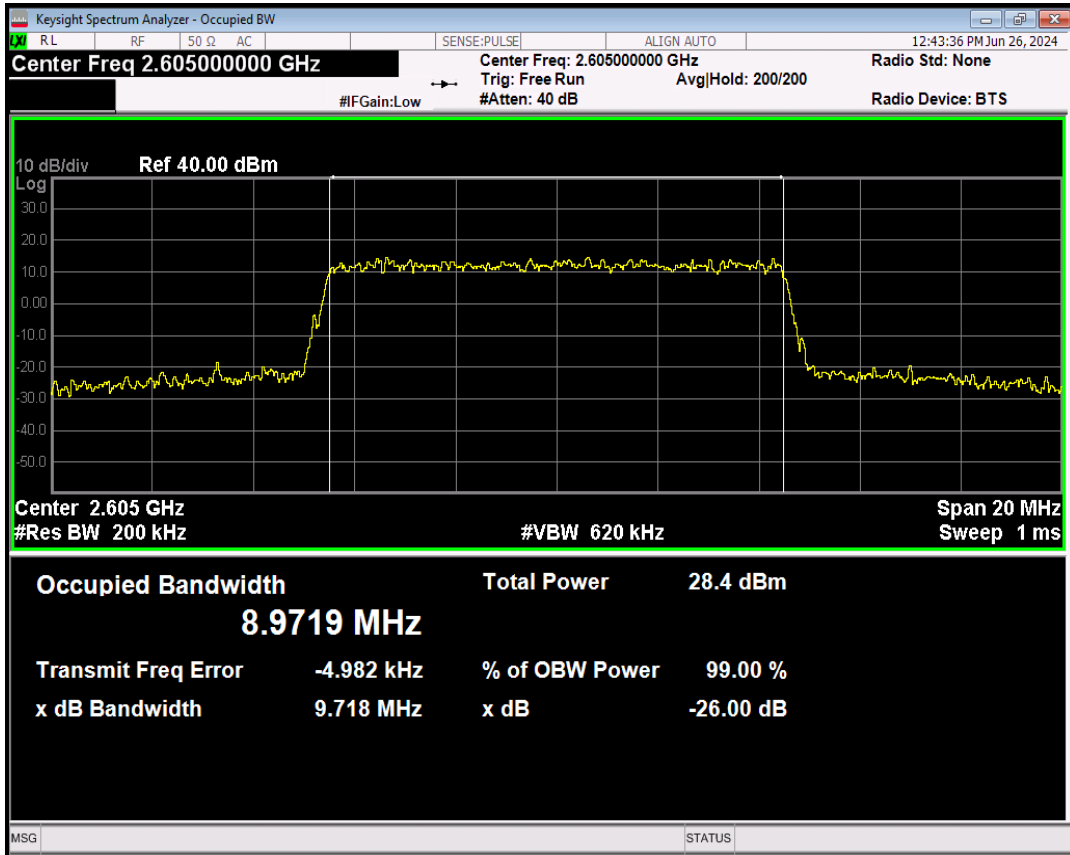 Keysight Spectrum Analyzer - Occupied BW
LXI RL RF 50 Ω AC SENSE:PULSE ALIGN AUTO 12:43:36 PM Jun 26, 2024
Center Freq 2.605000000 GHz Center Freq: 2.605000000 GHz Radio Std: None
Trig: Free Run Avg|Hold: 200/200
#IFGain:Low #Atten: 40 dB Radio Device: BTS
10 dB/div Ref 40.00 dBm
Log
30.0
20.0
10.0
0.00
-10.0
-20.0
-30.0
-40.0
-50.0
Center 2.605 GHz Span 20 MHz
#Res BW 200 kHz #VBW 620 kHz Sweep 1 ms
Occupied Bandwidth Total Power 28.4 dBm
8.9719 MHz
Transmit Freq Error -4.982 kHz % of OBW Power 99.00 %
x dB Bandwidth 9.718 MHz x dB -26.00 dB
MSG STATUS